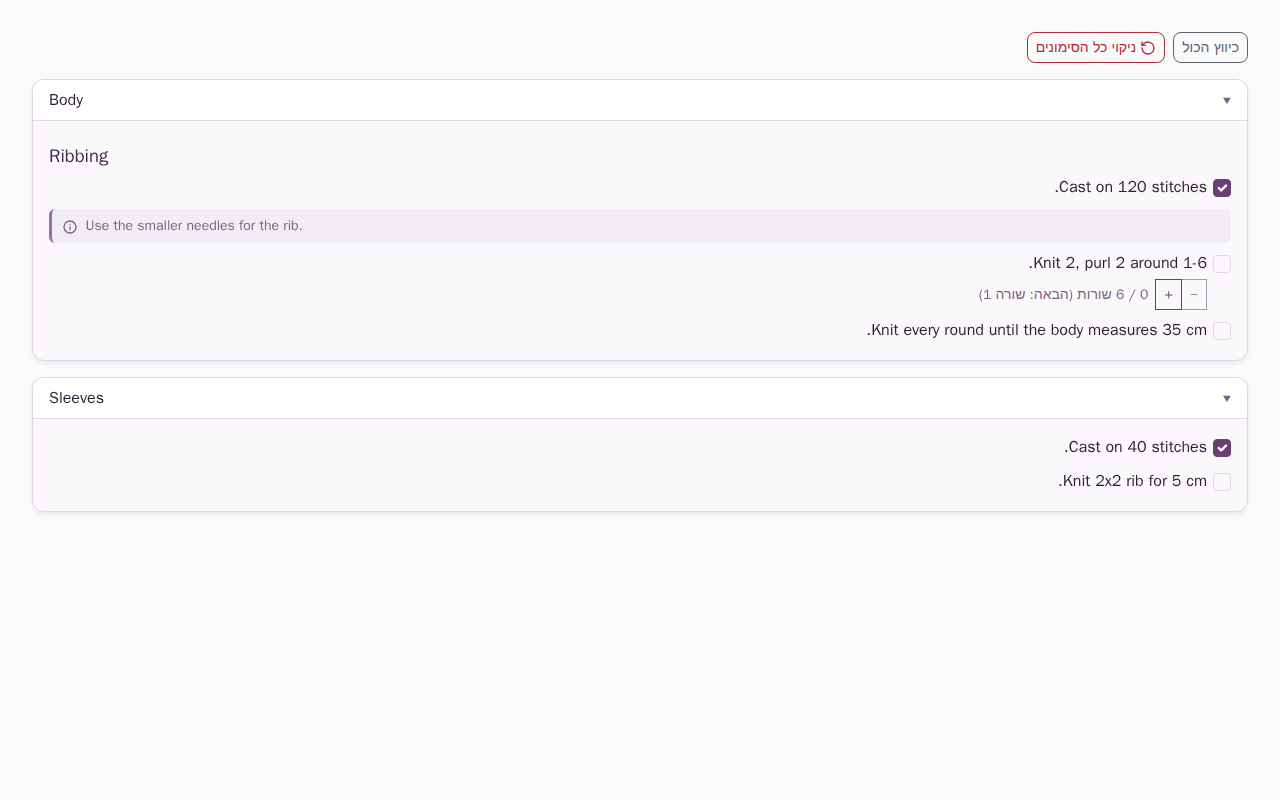 כיווץ הכול
ניקוי כל הסימונים
Body
Ribbing
Cast on 120 stitches.
Use the smaller needles for the rib.
Knit 2, purl 2 around 1-6.
− + 0 / 6 שורות (הבאה: שורה 1)
Knit every round until the body measures 35 cm.
Sleeves
Cast on 40 stitches.
Knit 2x2 rib for 5 cm.